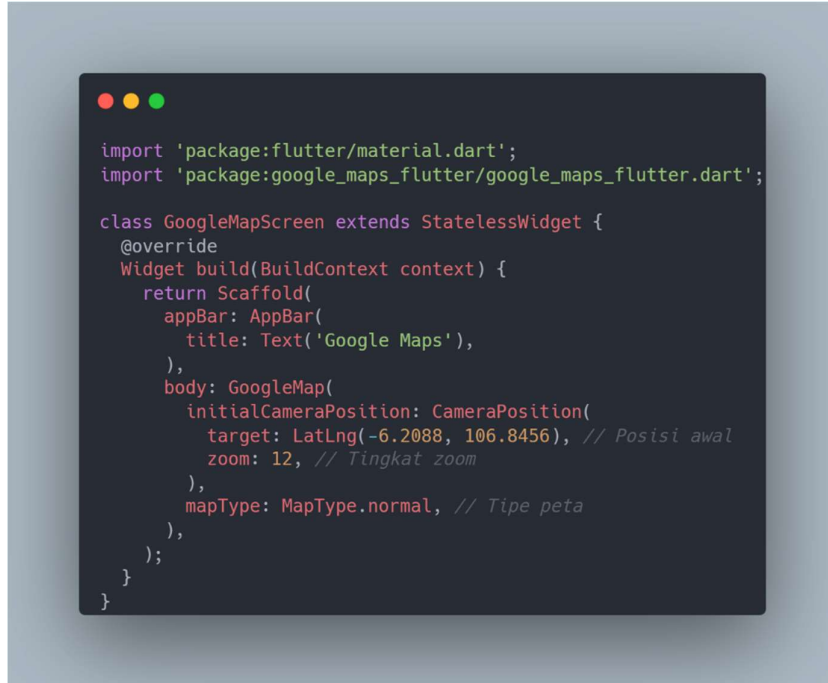 import 'package:flutter/material.dart';
import 'package:google_maps_flutter/google_maps_flutter.dart';

class GoogleMapScreen extends StatelessWidget {
  @override
  Widget build(BuildContext context) {
    return Scaffold(
      appBar: AppBar(
        title: Text('Google Maps'),
      ),
      body: GoogleMap(
        initialCameraPosition: CameraPosition(
          target: LatLng(-6.2088, 106.8456), // Posisi awal
          zoom: 12, // Tingkat zoom
        ),
        mapType: MapType.normal, // Tipe peta
      ),
    );
  }
}